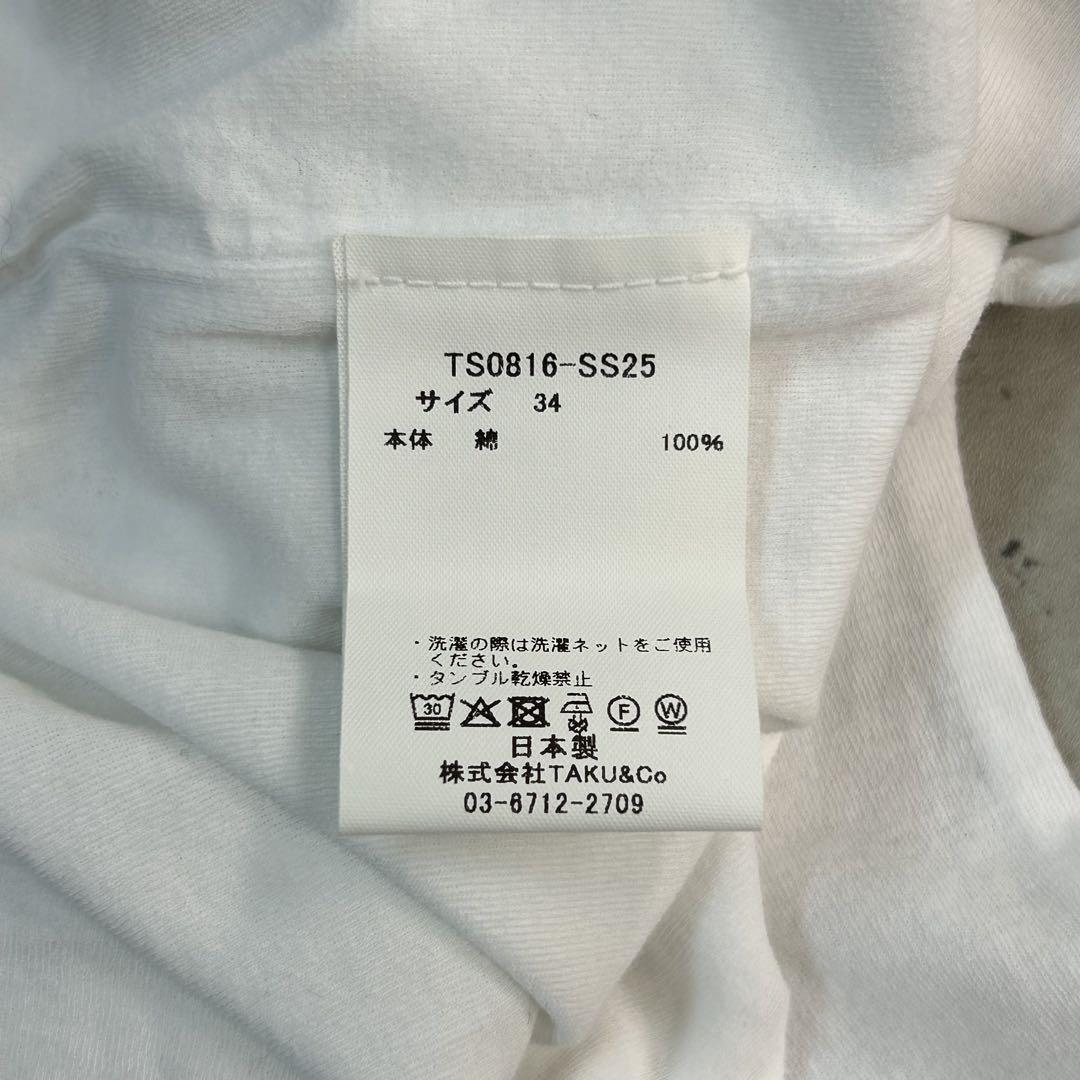 TS0816-SS25
サイズ 34
本体 綿 100%
・洗濯の際は洗濯ネットをご使用
ください。
・タンブル乾燥禁止
30 F W
日本製
株式会社TAKU&Co
03-6712-2709